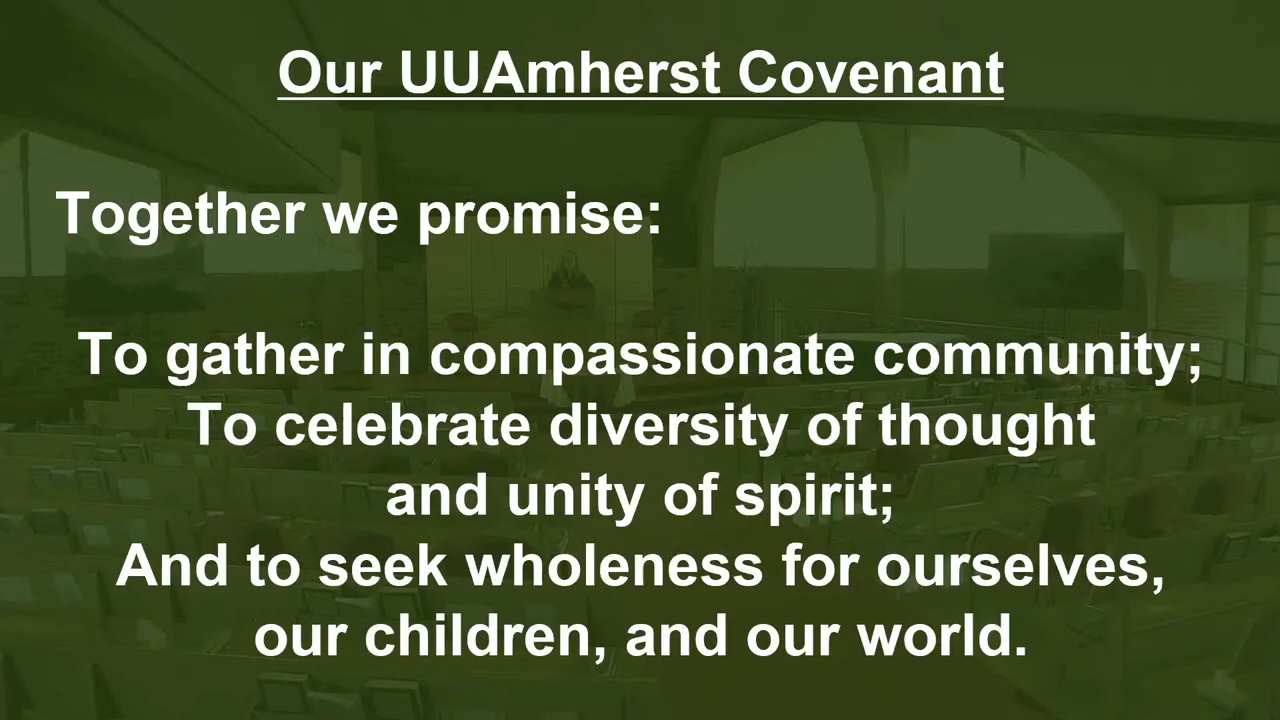 Our UUAmherst Covenant
Together we promise:
To gather in compassionate community;
To celebrate diversity of thought
and unity of spirit;
And to seek wholeness for ourselves,
our children, and our world.